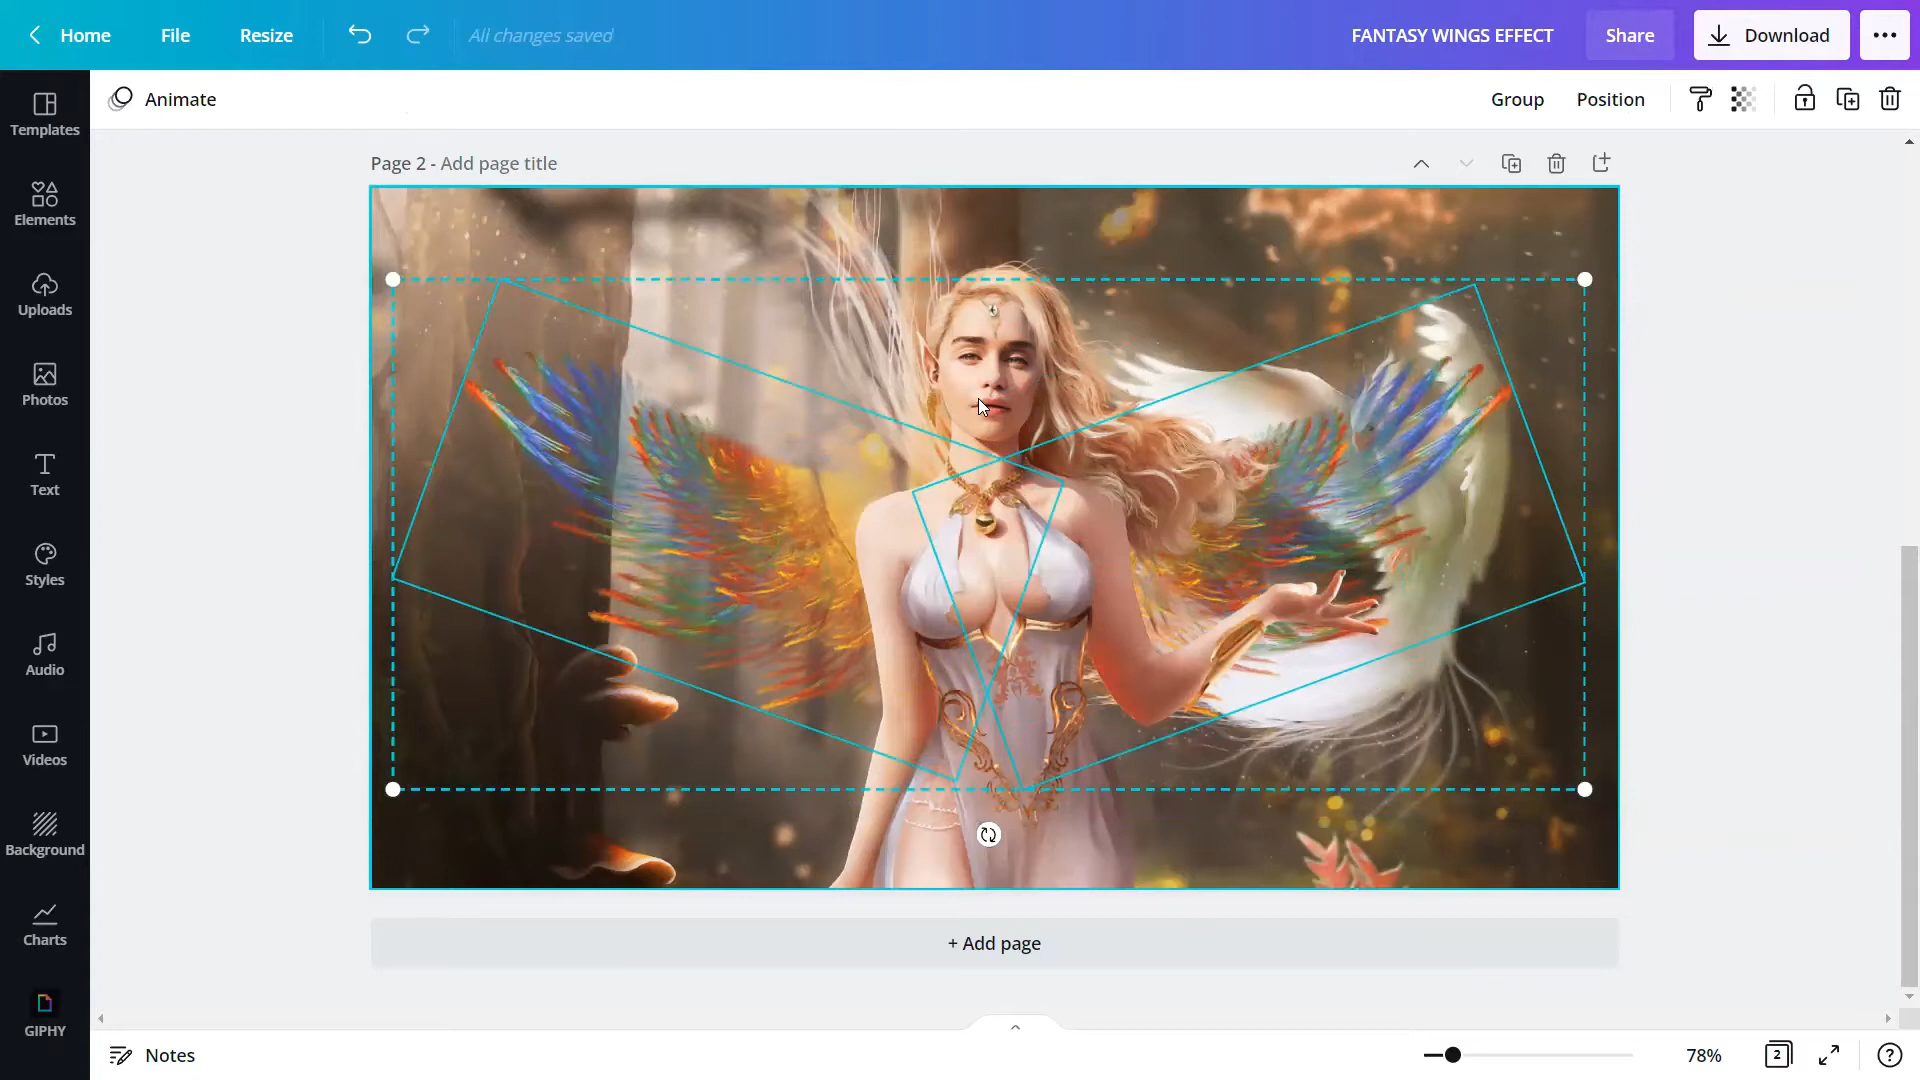 Home File Resize All changes saved FANTASY WINGS EFFECT Share Download
Animate Group Position
Templates
Elements
Uploads
Photos
Text
Styles
Audio
Videos
Background
Charts
GIPHY
Page 2 - Add page title
+ Add page
Notes 78% 2 ?